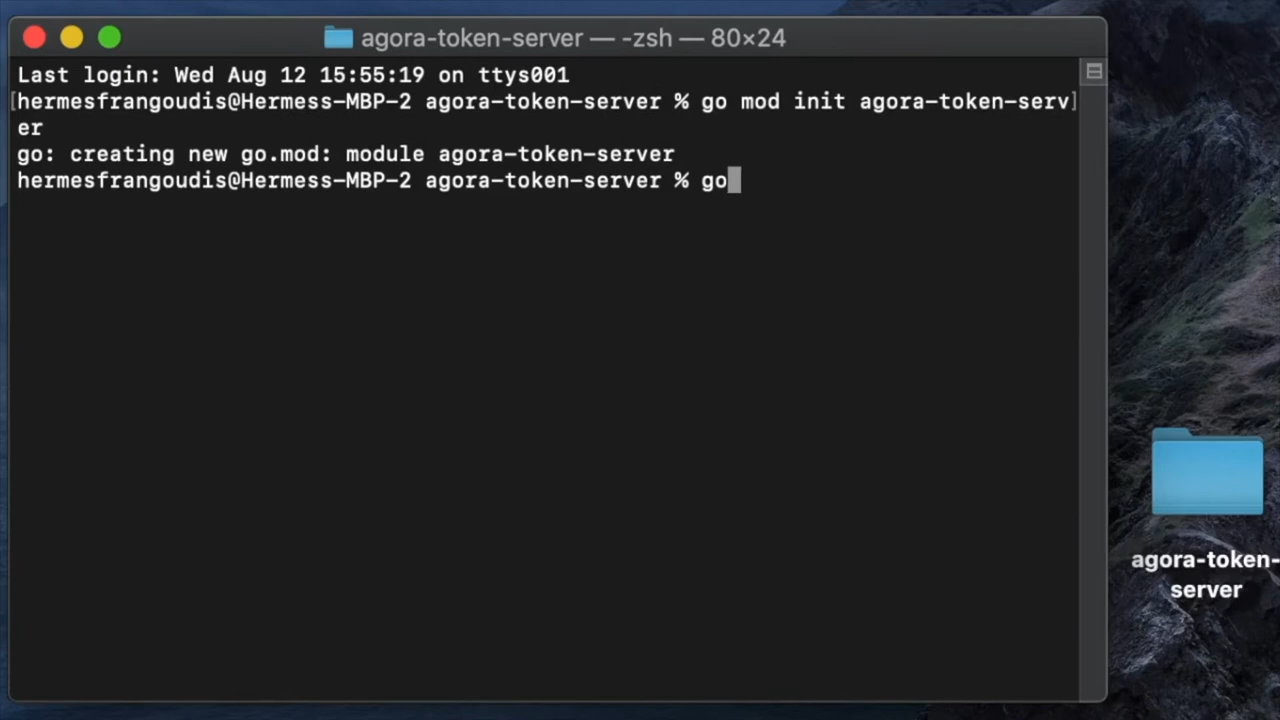 agora-token-server — -zsh — 80×24
Last login: Wed Aug 12 15:55:19 on ttys001
[hermesfrangoudis@Hermess-MBP-2 agora-token-server % go mod init agora-token-serv]
er
go: creating new go.mod: module agora-token-server
hermesfrangoudis@Hermess-MBP-2 agora-token-server % go
agora-token-
server